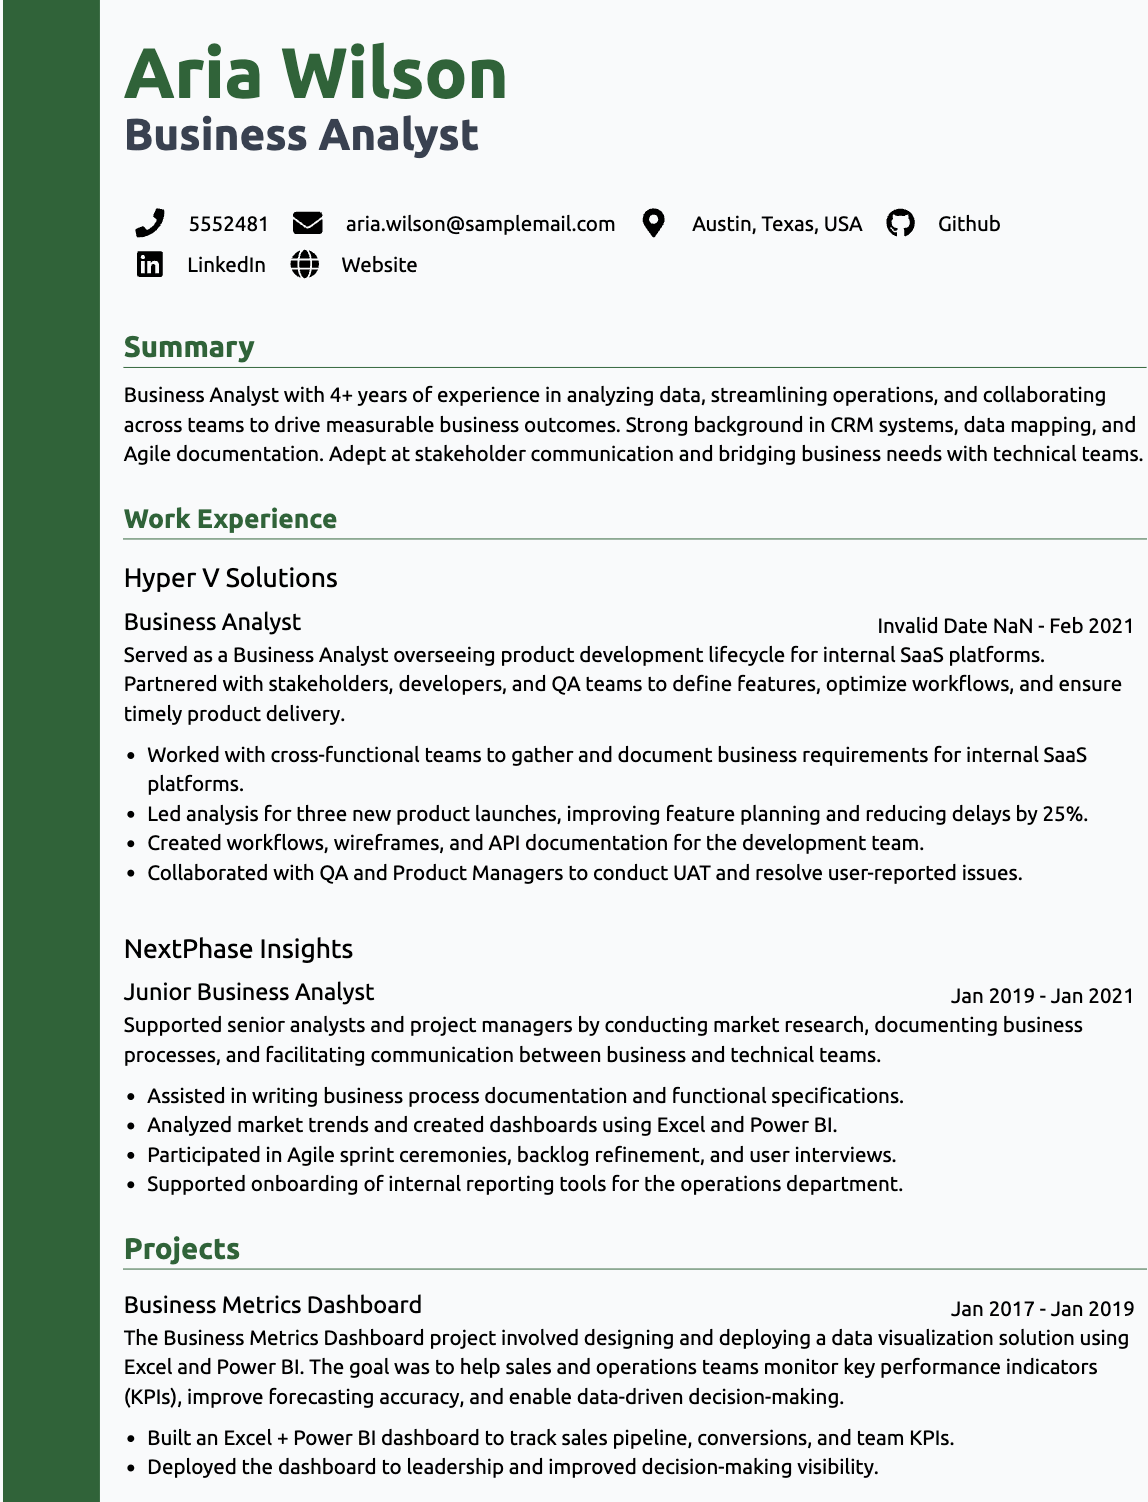 Aria Wilson
Business Analyst
5552481 aria.wilson@samplemail.com Austin, Texas, USA Github
LinkedIn Website
Summary
Business Analyst with 4+ years of experience in analyzing data, streamlining operations, and collaborating
across teams to drive measurable business outcomes. Strong background in CRM systems, data mapping, and
Agile documentation. Adept at stakeholder communication and bridging business needs with technical teams.
Work Experience
Hyper V Solutions
Business Analyst Invalid Date NaN - Feb 2021
Served as a Business Analyst overseeing product development lifecycle for internal SaaS platforms.
Partnered with stakeholders, developers, and QA teams to define features, optimize workflows, and ensure
timely product delivery.
• Worked with cross-functional teams to gather and document business requirements for internal SaaS
platforms.
• Led analysis for three new product launches, improving feature planning and reducing delays by 25%.
• Created workflows, wireframes, and API documentation for the development team.
• Collaborated with QA and Product Managers to conduct UAT and resolve user-reported issues.
NextPhase Insights
Junior Business Analyst Jan 2019 - Jan 2021
Supported senior analysts and project managers by conducting market research, documenting business
processes, and facilitating communication between business and technical teams.
• Assisted in writing business process documentation and functional specifications.
• Analyzed market trends and created dashboards using Excel and Power BI.
• Participated in Agile sprint ceremonies, backlog refinement, and user interviews.
• Supported onboarding of internal reporting tools for the operations department.
Projects
Business Metrics Dashboard Jan 2017 - Jan 2019
The Business Metrics Dashboard project involved designing and deploying a data visualization solution using
Excel and Power BI. The goal was to help sales and operations teams monitor key performance indicators
(KPIs), improve forecasting accuracy, and enable data-driven decision-making.
• Built an Excel + Power BI dashboard to track sales pipeline, conversions, and team KPIs.
• Deployed the dashboard to leadership and improved decision-making visibility.